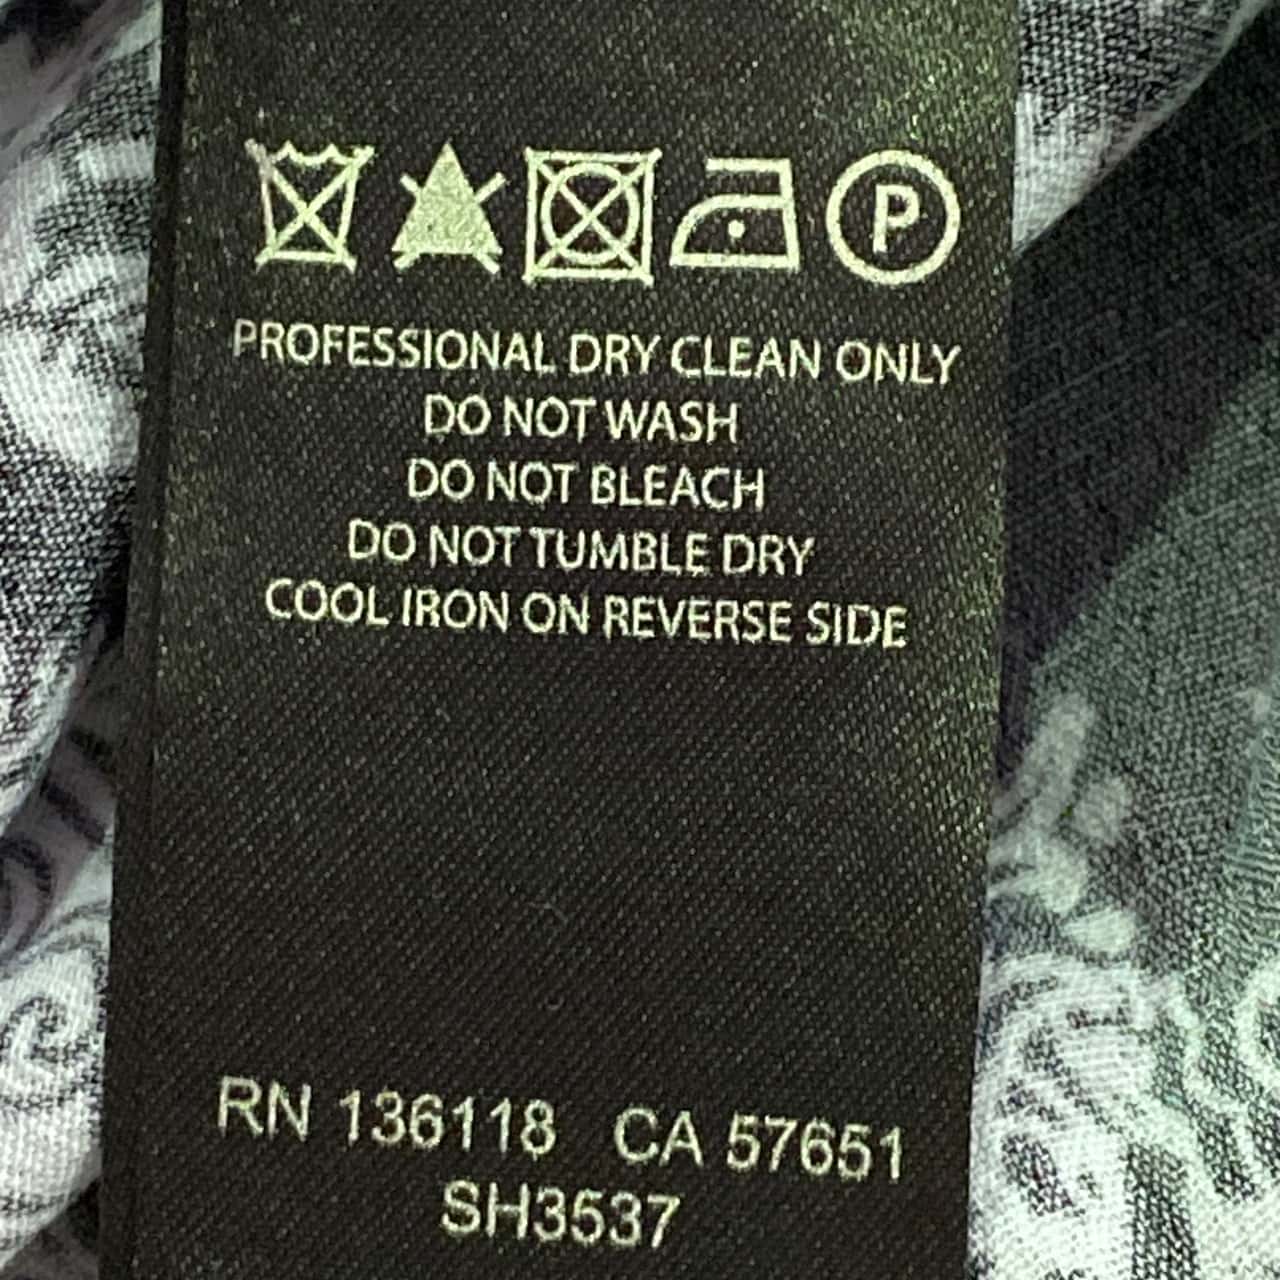 P
PROFESSIONAL DRY CLEAN ONLY
DO NOT WASH
DO NOT BLEACH
DO NOT TUMBLE DRY
COOL IRON ON REVERSE SIDE
RN 136118 CA 57651
SH3537